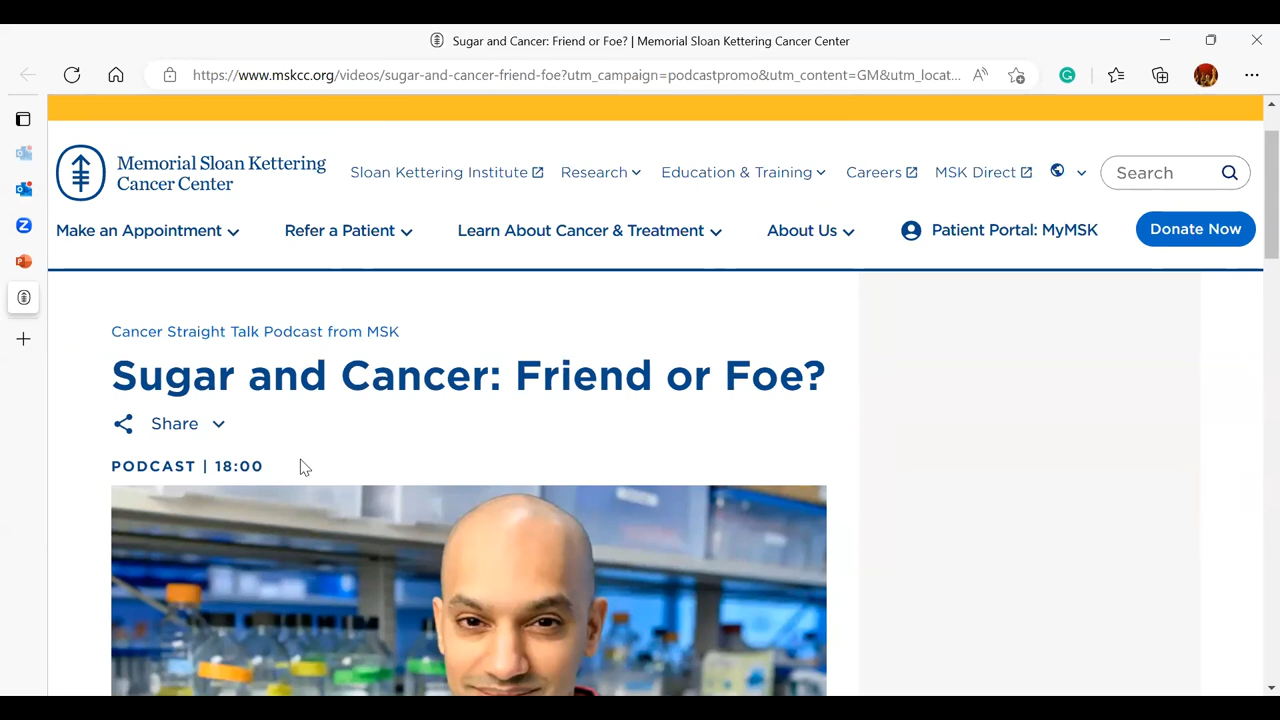 Sugar and Cancer: Friend or Foe? | Memorial Sloan Kettering Cancer Center
https://www.mskcc.org/videos/sugar-and-cancer-friend-foe?utm_campaign=podcastpromo&utm_content=GM&utm_locat...
Memorial Sloan Kettering
Cancer Center
Sloan Kettering Institute Research Education & Training Careers MSK Direct Search
Make an Appointment Refer a Patient Learn About Cancer & Treatment About Us Patient Portal: MyMSK Donate Now
Cancer Straight Talk Podcast from MSK
Sugar and Cancer: Friend or Foe?
Share
PODCAST | 18:00